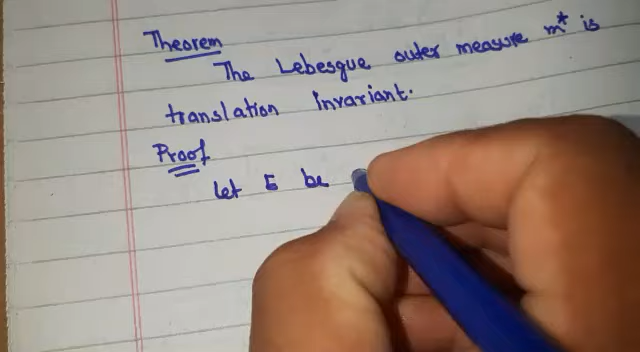 Theorem
The Lebesgue outer measure m* is
translation invariant.
Proof
Let E be